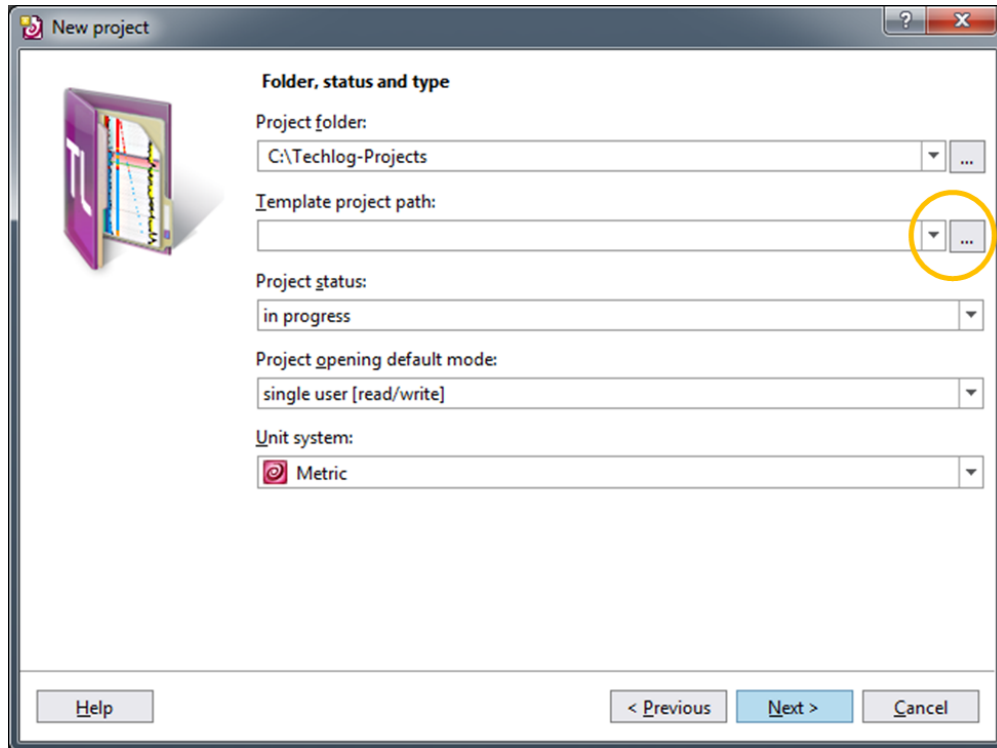 New project
?
X
TL
Folder, status and type
Project folder:
C:\Techlog-Projects
...
Template project path:
...
Project status:
in progress
Project opening default mode:
single user [read/write]
Unit system:
Metric
Help
< Previous
Next >
Cancel